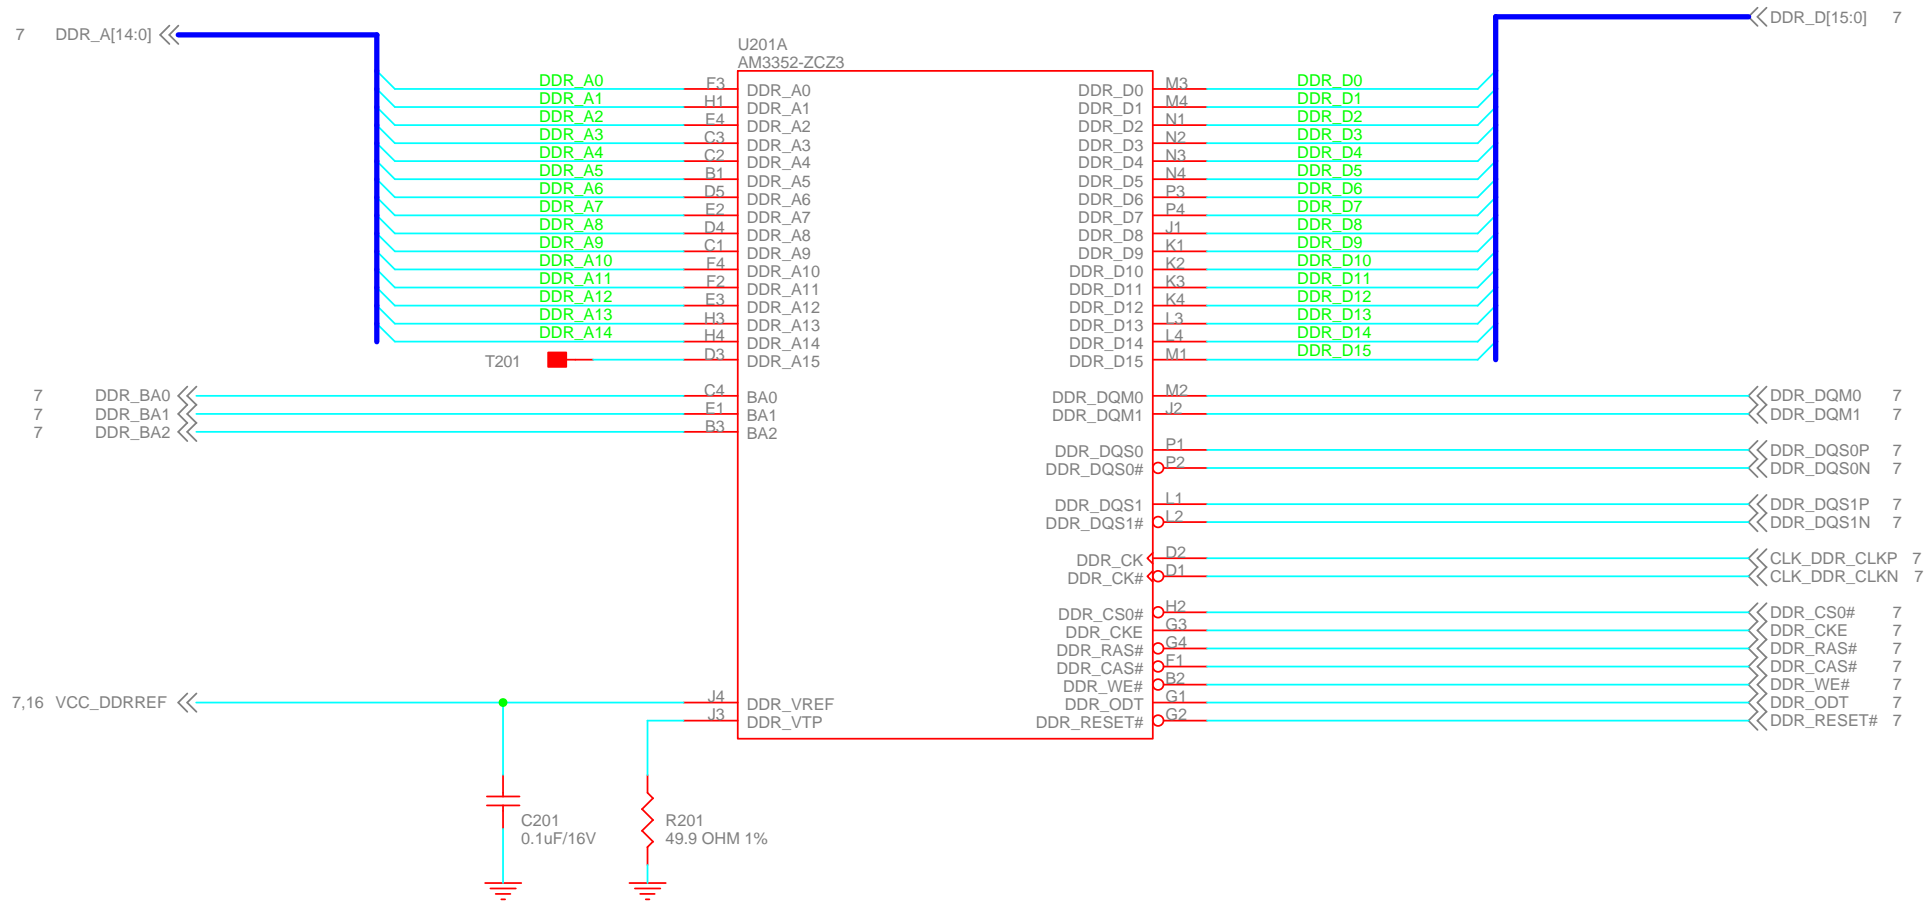 7 DDR_A[14:0]
DDR_D[15:0] 7
U201A
AM3352-ZCZ3
DDR_A0 F3 DDR_A0 DDR_D0 M3 DDR_D0
DDR_A1 H1 DDR_A1 DDR_D1 M4 DDR_D1
DDR_A2 E4 DDR_A2 DDR_D2 N1 DDR_D2
DDR_A3 C3 DDR_A3 DDR_D3 N2 DDR_D3
DDR_A4 C2 DDR_A4 DDR_D4 N3 DDR_D4
DDR_A5 B1 DDR_A5 DDR_D5 N4 DDR_D5
DDR_A6 D5 DDR_A6 DDR_D6 P3 DDR_D6
DDR_A7 E2 DDR_A7 DDR_D7 P4 DDR_D7
DDR_A8 D4 DDR_A8 DDR_D8 J1 DDR_D8
DDR_A9 C1 DDR_A9 DDR_D9 K1 DDR_D9
DDR_A10 F4 DDR_A10 DDR_D10 K2 DDR_D10
DDR_A11 F2 DDR_A11 DDR_D11 K3 DDR_D11
DDR_A12 E3 DDR_A12 DDR_D12 K4 DDR_D12
DDR_A13 H3 DDR_A13 DDR_D13 L3 DDR_D13
DDR_A14 H4 DDR_A14 DDR_D14 L4 DDR_D14
T201 D3 DDR_A15 DDR_D15 M1 DDR_D15
7 DDR_BA0 C4 BA0 DDR_DQM0 M2 DDR_DQM0 7
7 DDR_BA1 E1 BA1 DDR_DQM1 J2 DDR_DQM1 7
7 DDR_BA2 B3 BA2
DDR_DQS0 P1 DDR_DQS0P 7
DDR_DQS0# P2 DDR_DQS0N 7
DDR_DQS1 L1 DDR_DQS1P 7
DDR_DQS1# L2 DDR_DQS1N 7
DDR_CK D2 CLK_DDR_CLKP 7
DDR_CK# D1 CLK_DDR_CLKN 7
DDR_CS0# H2 DDR_CS0# 7
DDR_CKE G3 DDR_CKE 7
DDR_RAS# G4 DDR_RAS# 7
DDR_CAS# F1 DDR_CAS# 7
DDR_WE# B2 DDR_WE# 7
7,16 VCC_DDRREF J4 DDR_VREF DDR_ODT G1 DDR_ODT 7
J3 DDR_VTP DDR_RESET# G2 DDR_RESET# 7
C201
0.1uF/16V
R201
49.9 OHM 1%